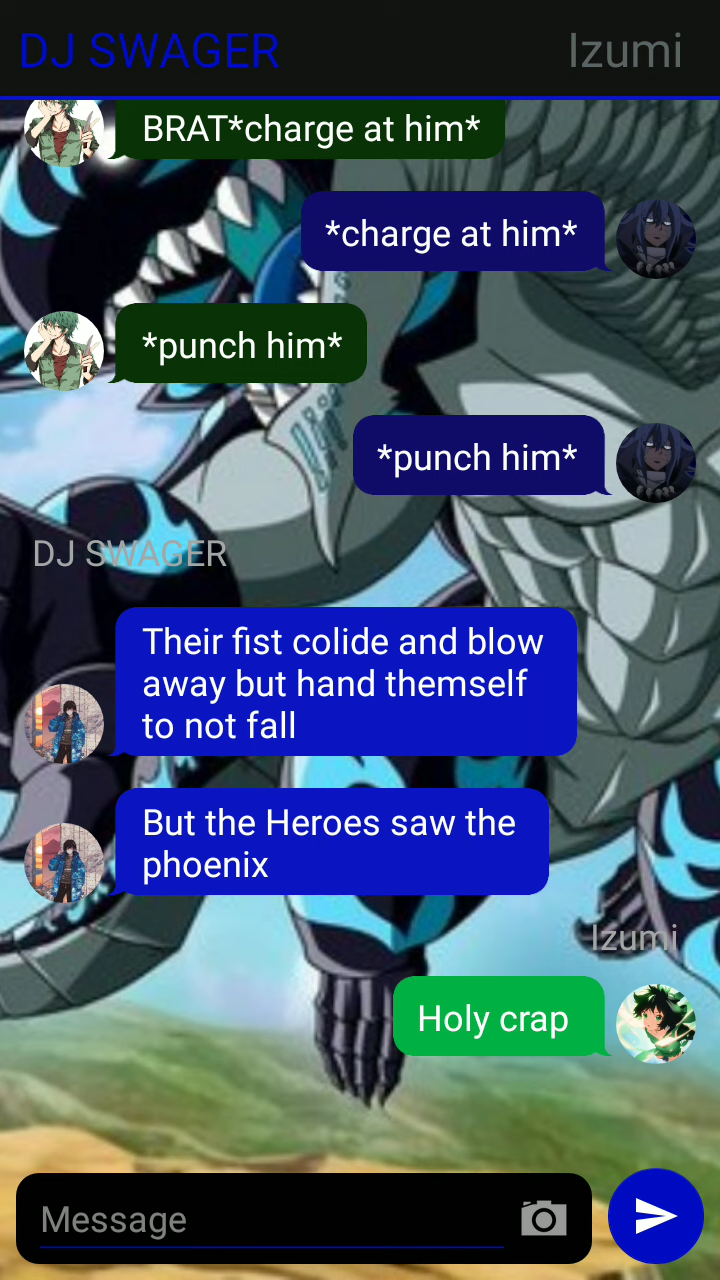 DJ SWAGER
Izumi
BRAT*charge at him*
*charge at him*
*punch him*
*punch him*
DJ SWAGER
Their fist colide and blow
away but hand themself
to not fall
But the Heroes saw the
phoenix
Izumi
Holy crap
Message